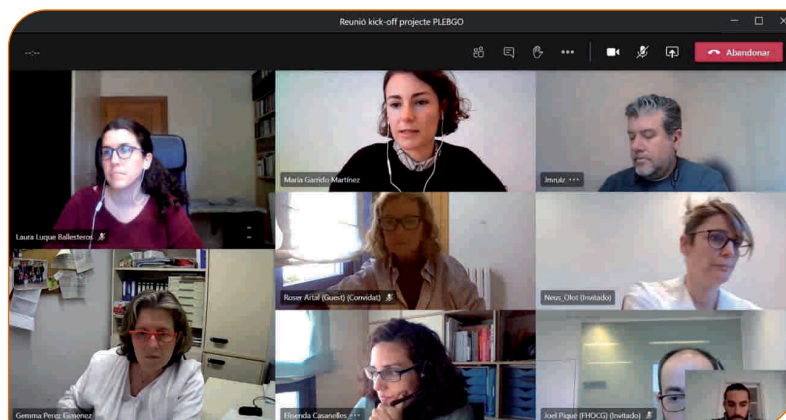 Reunió kick-off projecte PLEBGO
--:--
Abandonar
Laura Luque Ballesteros
María Garrido Martínez
Jmruiz
Roser Artal (Guest) (Convidat)
Neus_Olot (Invitado)
Gemma Perez Gimenez
Elisenda Casanelles
Joel Piqué (FHOCG) (Invitado)